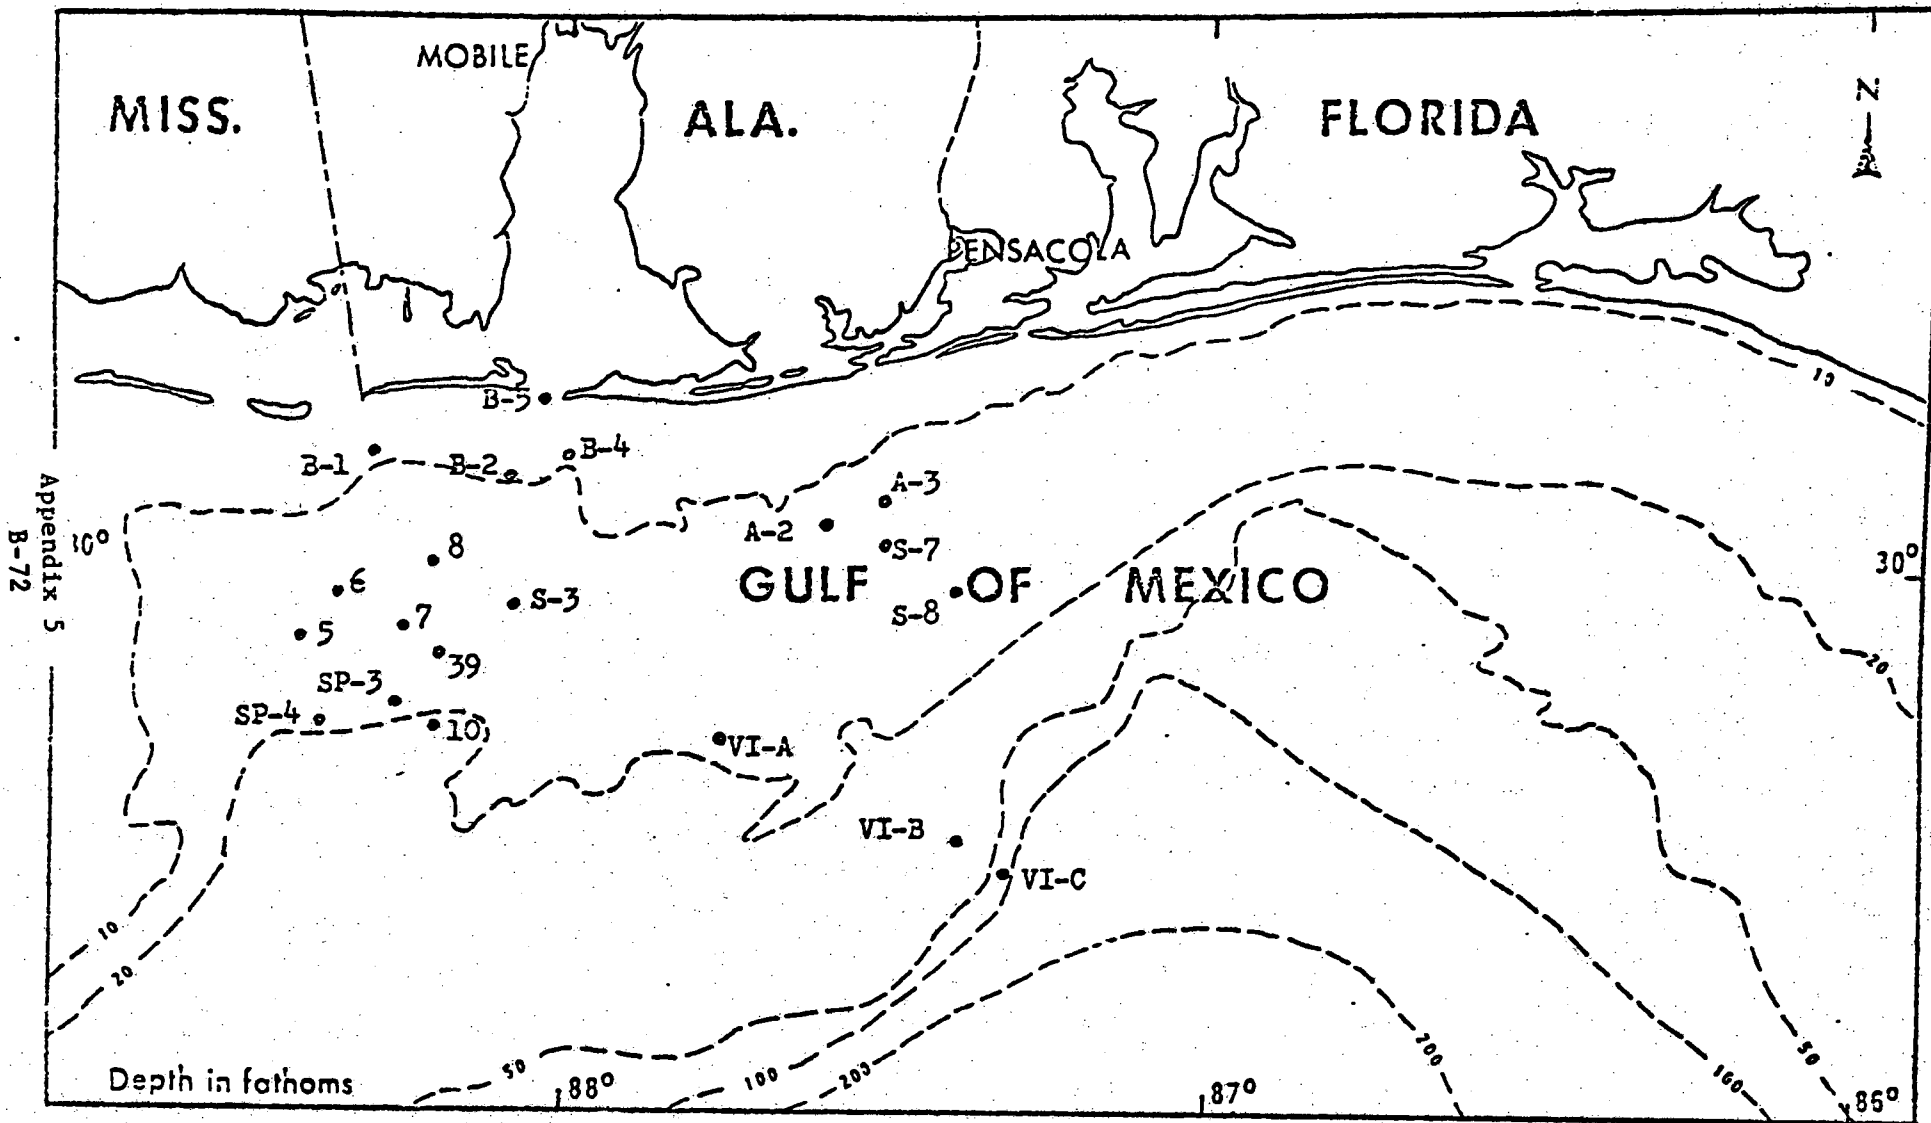 MOBILE
MISS.
ALA.
FLORIDA
N
PENSACOLA
10
B-5
B-1
B-2
B-4
A-3
A-2
S-7
30°
30°
8
6
S-3
GULF OF MEXICO
S-8
5
7
39
20
SP-3
SP-4
10
VI-A
VI-B
VI-C
10
20
50
100
200
200
100
50
Depth in fathoms
88°
87°
86°
Appendix 5
B-72